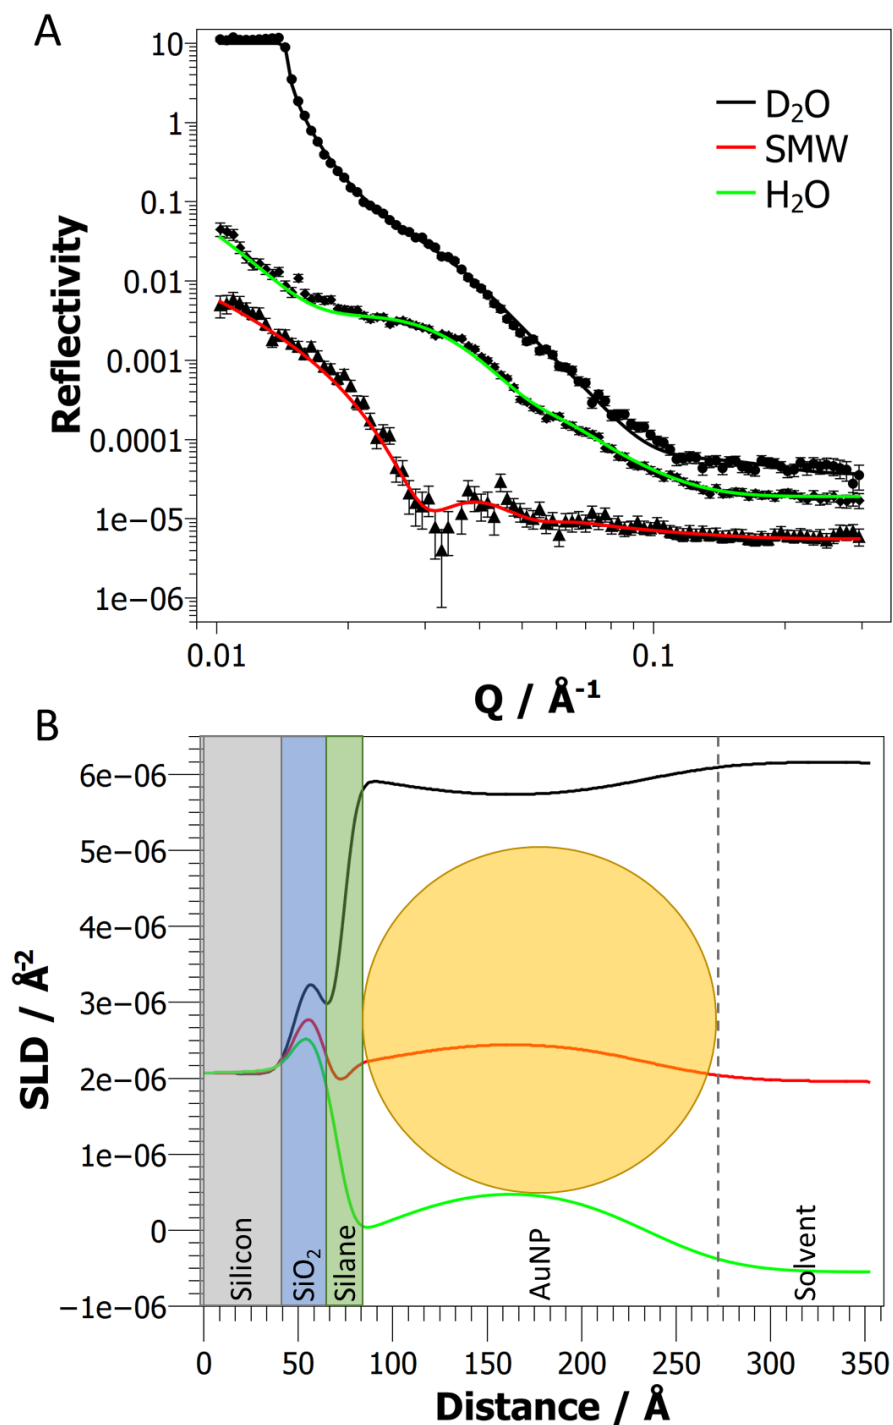 A
10
1
0.1
0.01
0.001
0.0001
1e-05
1e-06
Reflectivity
D₂O
SMW
H₂O
0.01
0.1
Q / Å⁻¹
B
6e-06
5e-06
4e-06
3e-06
2e-06
1e-06
0
−1e-06
SLD / Å⁻²
Silicon
SiO₂
Silane
AuNP
Solvent
0 50 100 150 200 250 300 350
Distance / Å